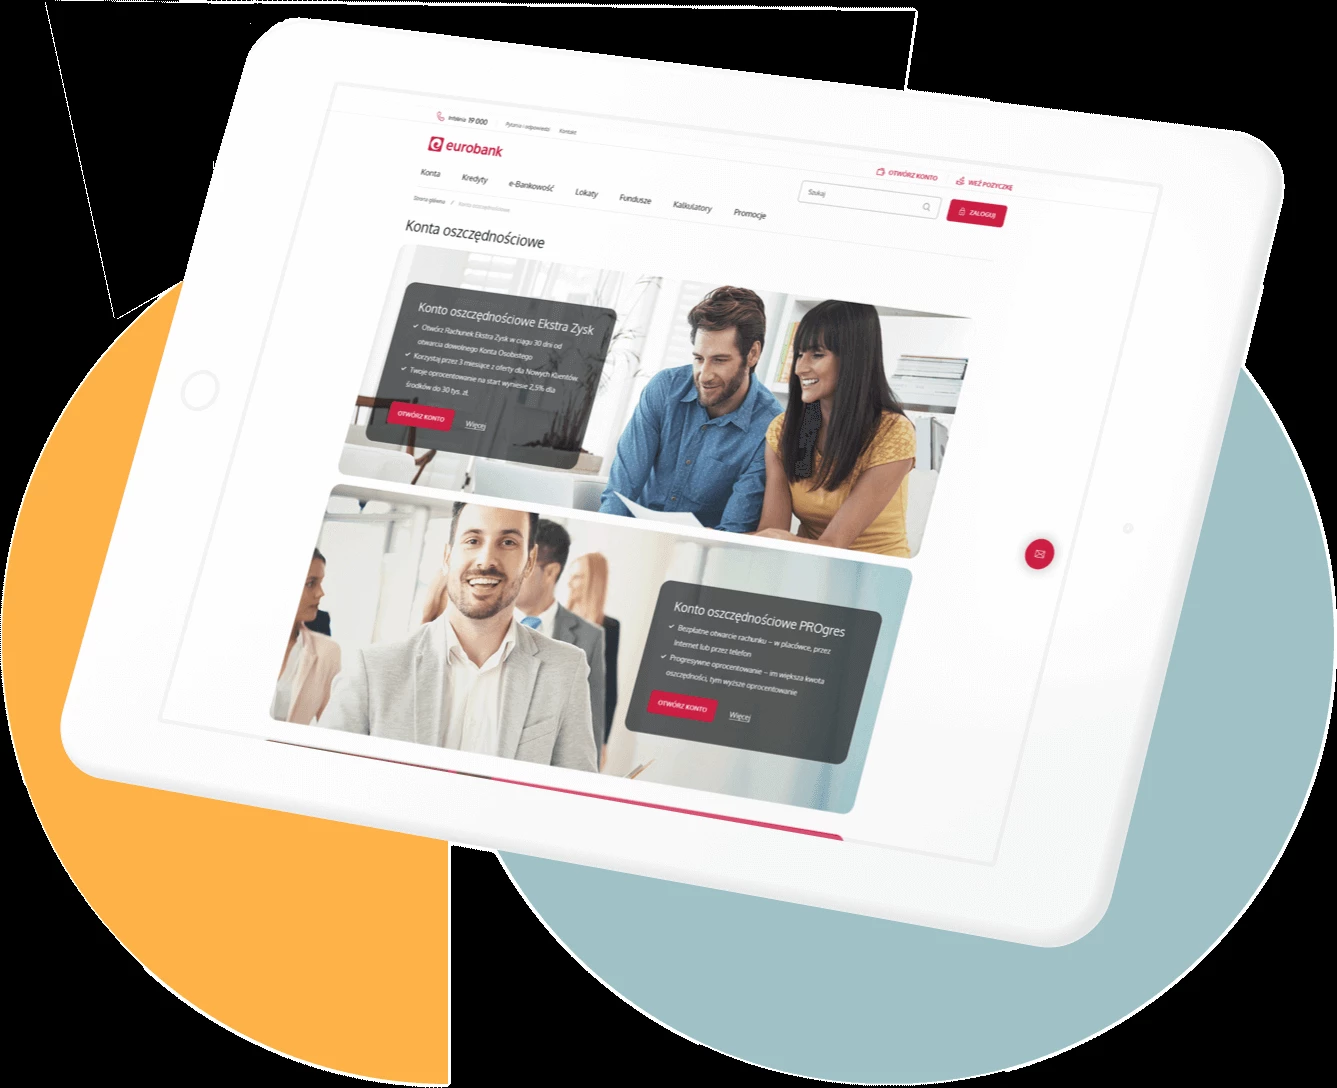 Infolinia: 19 000 Pytania i odpowiedzi Kontakt
eurobank
OTWÓRZ KONTO WEŹ POŻYCZKĘ
Konta Kredyty e-Bankowość Lokaty Fundusze Kalkulatory Promocje
Szukaj ZALOGUJ
Strona główna / Konta oszczędnościowe
Konta oszczędnościowe
Konto oszczędnościowe Ekstra Zysk
Otwórz Rachunek Ekstra Zysk w ciągu 30 dni od
otwarcia dowolnego Konta Osobistego
Korzystaj przez 3 miesiące z oferty dla Nowych Klientów
Twoje oprocentowanie na start wyniesie 2,5% dla
środków do 30 tys. zł.
OTWÓRZ KONTO Więcej
Konto oszczędnościowe PROgres
Bezpłatne otwarcie rachunku – w placówce, przez
Internet lub przez telefon
Progresywne oprocentowanie – im większa kwota
oszczędności, tym wyższe oprocentowanie
OTWÓRZ KONTO Więcej